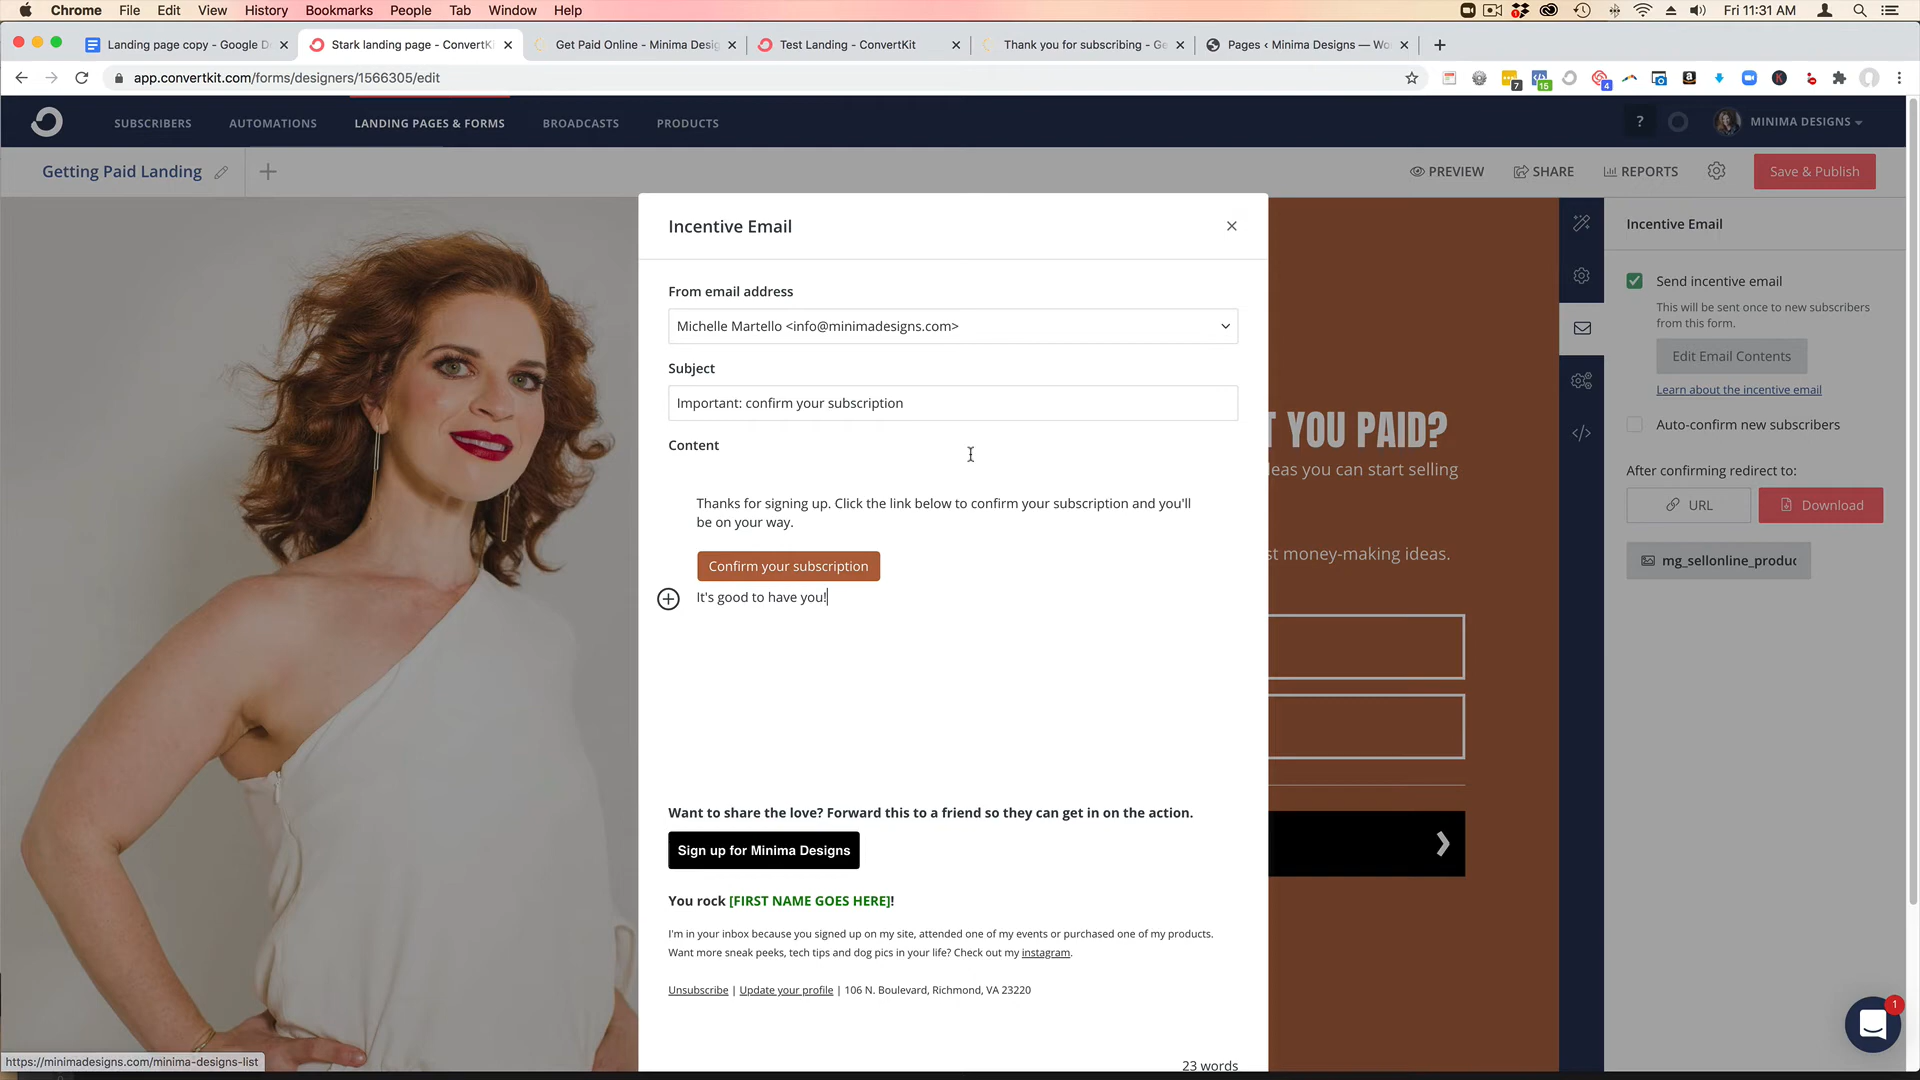 Chrome File Edit View History Bookmarks People Tab Window Help
Fri 11:31 AM
Landing page copy - Google D
Stark landing page - ConvertKi
Get Paid Online - Minima Desig
Test Landing - ConvertKit
Thank you for subscribing - Ge
Pages ‹ Minima Designs — Wo
app.convertkit.com/forms/designers/1566305/edit
7
15
4
SUBSCRIBERS AUTOMATIONS LANDING PAGES & FORMS BROADCASTS PRODUCTS
? MINIMA DESIGNS
Getting Paid Landing
PREVIEW SHARE REPORTS Save & Publish
Incentive Email
From email address
Michelle Martello <info@minimadesigns.com>
Subject
Important: confirm your subscription
Content
Thanks for signing up. Click the link below to confirm your subscription and you'll
be on your way.
Confirm your subscription
It's good to have you!
Want to share the love? Forward this to a friend so they can get in on the action.
Sign up for Minima Designs
You rock [FIRST NAME GOES HERE]!
I'm in your inbox because you signed up on my site, attended one of my events or purchased one of my products.
Want more sneak peeks, tech tips and dog pics in your life? Check out my instagram.
Unsubscribe | Update your profile | 106 N. Boulevard, Richmond, VA 23220
23 words
YOU PAID?
eas you can start selling
st money-making ideas.
Incentive Email
Send incentive email
This will be sent once to new subscribers
from this form.
Edit Email Contents
Learn about the incentive email
Auto-confirm new subscribers
After confirming redirect to:
URL Download
mg_sellonline_produc
1
https://minimadesigns.com/minima-designs-list